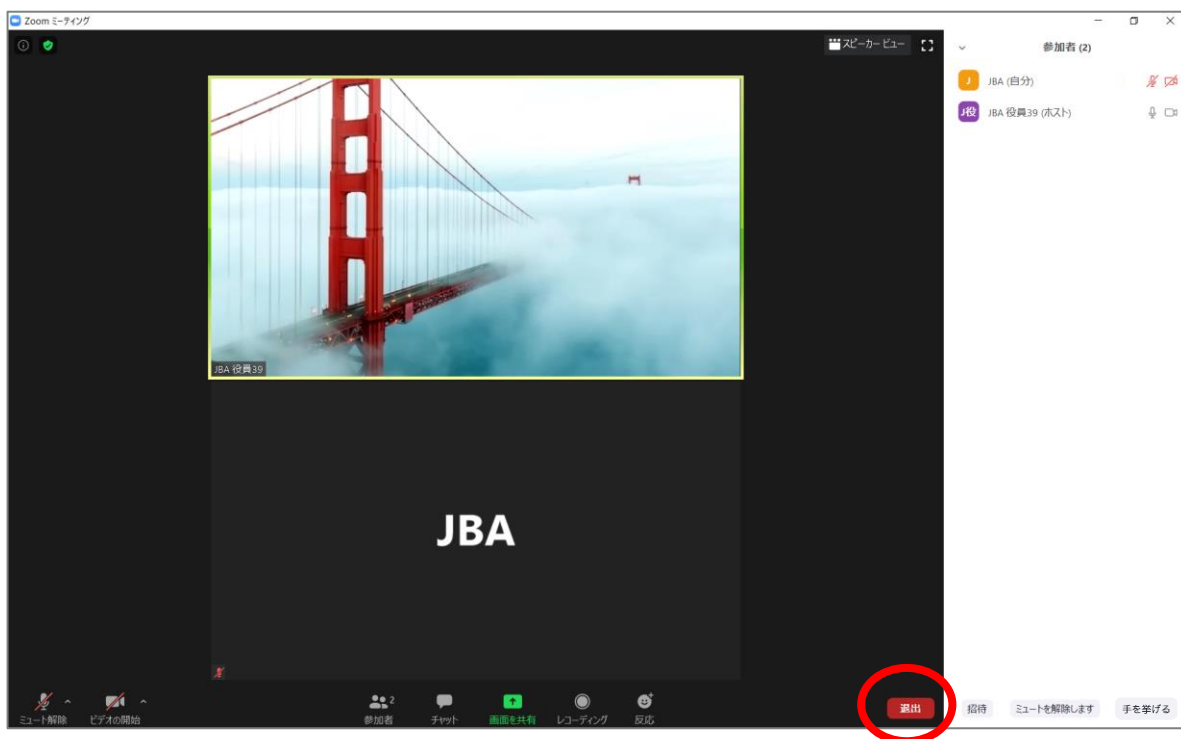 Zoom ミーティング
スピーカー ビュー
参加者 (2)
J
JBA (自分)
J役
JBA 役員39 (ホスト)
JBA 役員39
JBA
ミュート解除
ビデオの開始
2
参加者
チャット
画面を共有
レコーディング
反応
退出
招待
ミュートを解除します
手を挙げる